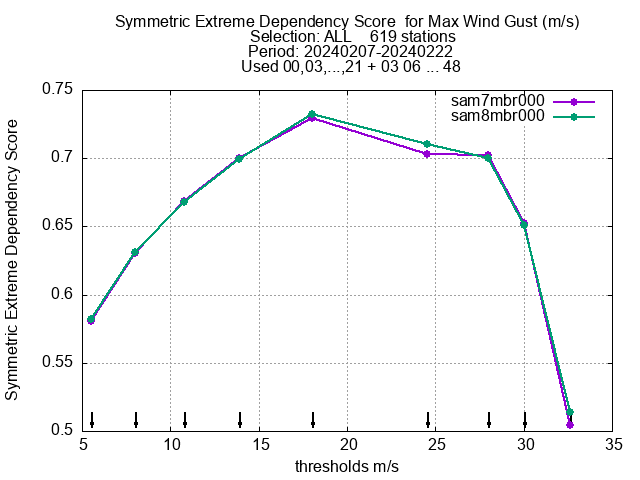 Symmetric Extreme Dependency Score  for Max Wind Gust (m/s)
Selection: ALL    619 stations
Period: 20240207-20240222
Used 00,03,...,21 + 03 06 ... 48
sam7mbr000
sam8mbr000
Symmetric Extreme Dependency Score
0.75
0.7
0.65
0.6
0.55
0.5
5 10 15 20 25 30 35
thresholds m/s